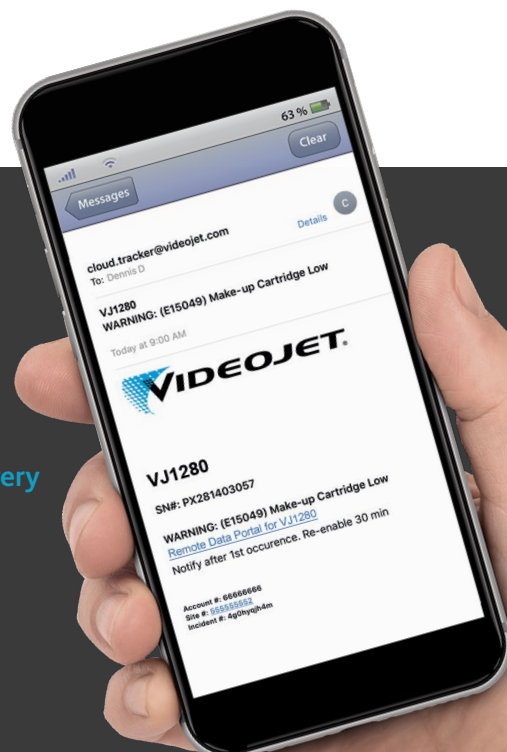 63 %
Messages
Clear
cloud.tracker@videojet.com
To: Dennis D
Details
C
VJ1280
WARNING: (E15049) Make-up Cartridge Low
Today at 9:00 AM
VIDEOJET.
ery
VJ1280
SN#: PX281403057
WARNING: (E15049) Make-up Cartridge Low
Remote Data Portal for VJ1280
Notify after 1st occurence. Re-enable 30 min
Account #: 66666666
Site #: 555555552
Incident #: 4g0hyqjh4m